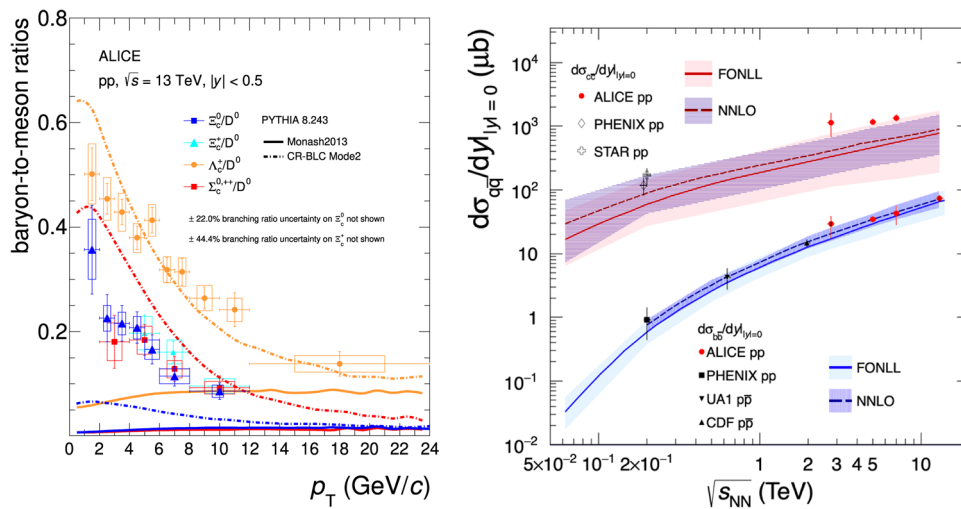 baryon-to-meson ratios
0.8
0.6
0.4
0.2
ALICE
pp, √s = 13 TeV, |y| < 0.5
Ξc⁰/D⁰
Ξc⁺/D⁰
Λc⁺/D⁰
Σc⁰,⁺⁺/D⁰
PYTHIA 8.243
Monash2013
CR-BLC Mode2
± 22.0% branching ratio uncertainty on Ξc⁰ not shown
± 44.4% branching ratio uncertainty on Ξc⁺ not shown
0 2 4 6 8 10 12 14 16 18 20 22 24
pT (GeV/c)
dσqq̄/dy||y| = 0 (μb)
10⁴
10³
10²
10
1
10⁻¹
10⁻²
dσcc̄/dy||y|=0
ALICE pp
PHENIX pp
STAR pp
FONLL
NNLO
dσbb̄/dy||y|=0
ALICE pp
PHENIX pp
UA1 pp̄
CDF pp̄
FONLL
NNLO
5×10⁻² 10⁻¹ 2×10⁻¹ 1 2 3 4 5 10
√sNN (TeV)